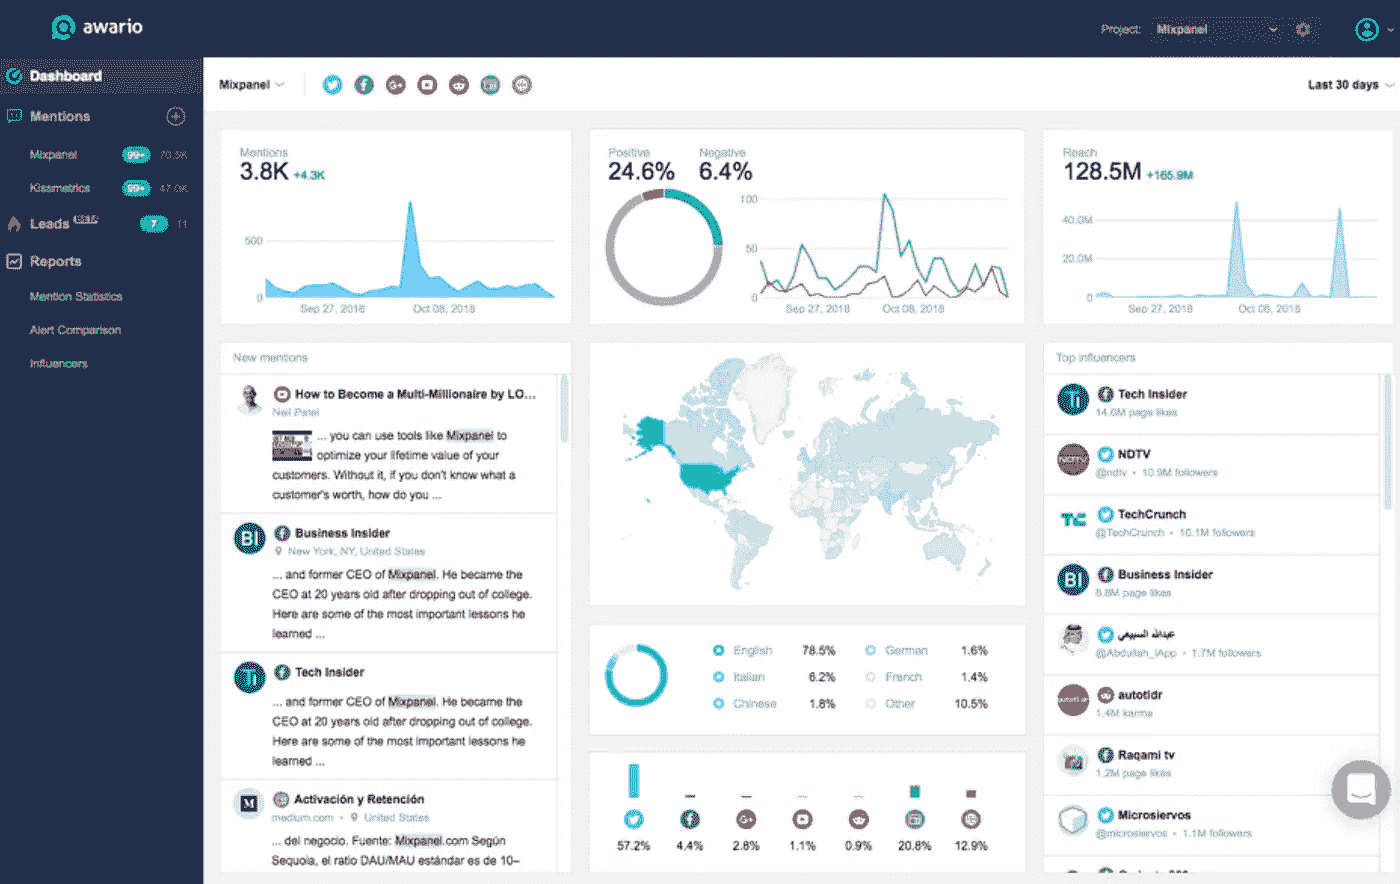 awario
Project: Mixpanel
Dashboard
Mentions
Mixpanel 99+ 70.5K
Kissmetrics 99+ 47.0K
Leads BETA 7 11
Reports
Mention Statistics
Alert Comparison
Influencers
Mixpanel
Last 30 days
Mentions
3.8K +4.3K
500
0
Sep 27, 2018 Oct 08, 2018
Positive Negative
24.6% 6.4%
100
50
0
Sep 27, 2018 Oct 08, 2018
Reach
128.5M +165.9M
40.0M
20.0M
0
Sep 27, 2018 Oct 08, 2018
New mentions
How to Become a Multi-Millionaire by LO...
Neil Patel
... you can use tools like Mixpanel to
optimize your lifetime value of your
customers. Without it, if you don't know what a
customer's worth, how do you ...
BI Business Insider
New York, NY, United States
... and former CEO of Mixpanel. He became the
CEO at 20 years old after dropping out of college.
Here are some of the most important lessons he
learned ...
TI Tech Insider
... and former CEO of Mixpanel. He became the
CEO at 20 years old after dropping out of college.
Here are some of the most important lessons he
learned ...
M Activación y Retención
medium.com • United States
... del negocio. Fuente: Mixpanel.com Según
Sequoia, el ratio DAU/MAU estándar es de 10–
English 78.5% German 1.6%
Italian 6.2% French 1.4%
Chinese 1.8% Other 10.5%
57.2% 4.4% 2.8% 1.1% 0.9% 20.8% 12.9%
Top influencers
TI Tech Insider
14.0M page likes
NDTV NDTV
@ndtv • 10.9M followers
TC TechCrunch
@TechCrunch • 10.1M followers
BI Business Insider
8.8M page likes
عبدالله السبيعي
@Abdullah_iApp • 1.7M followers
autotldr autotldr
1.4M karma
Raqami tv
1.2M page likes
Microsiervos
@microsiervos • 1.1M followers